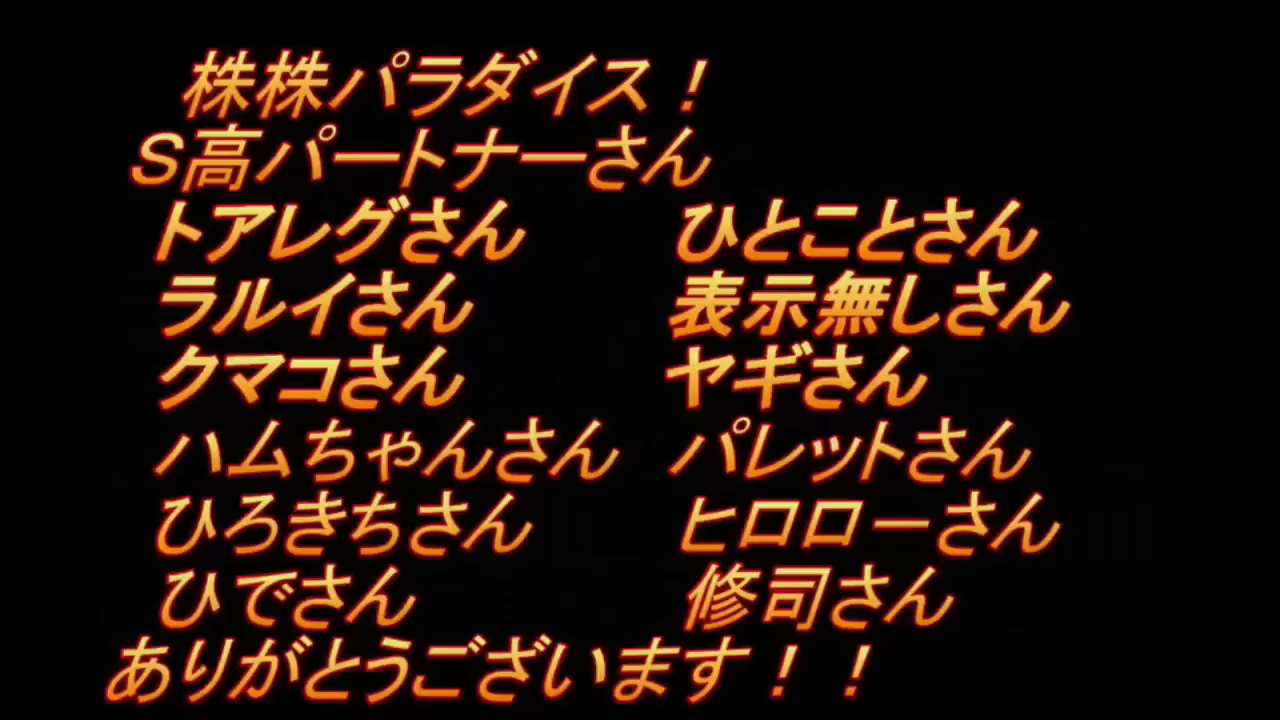 株株パラダイス！
Ｓ高パートナーさん
トアレグさん ひとことさん
ラルイさん 表示無しさん
クマコさん ヤギさん
ハムちゃんさん パレットさん
ひろきちさん ヒロローさん
ひでさん 修司さん
ありがとうございます！！